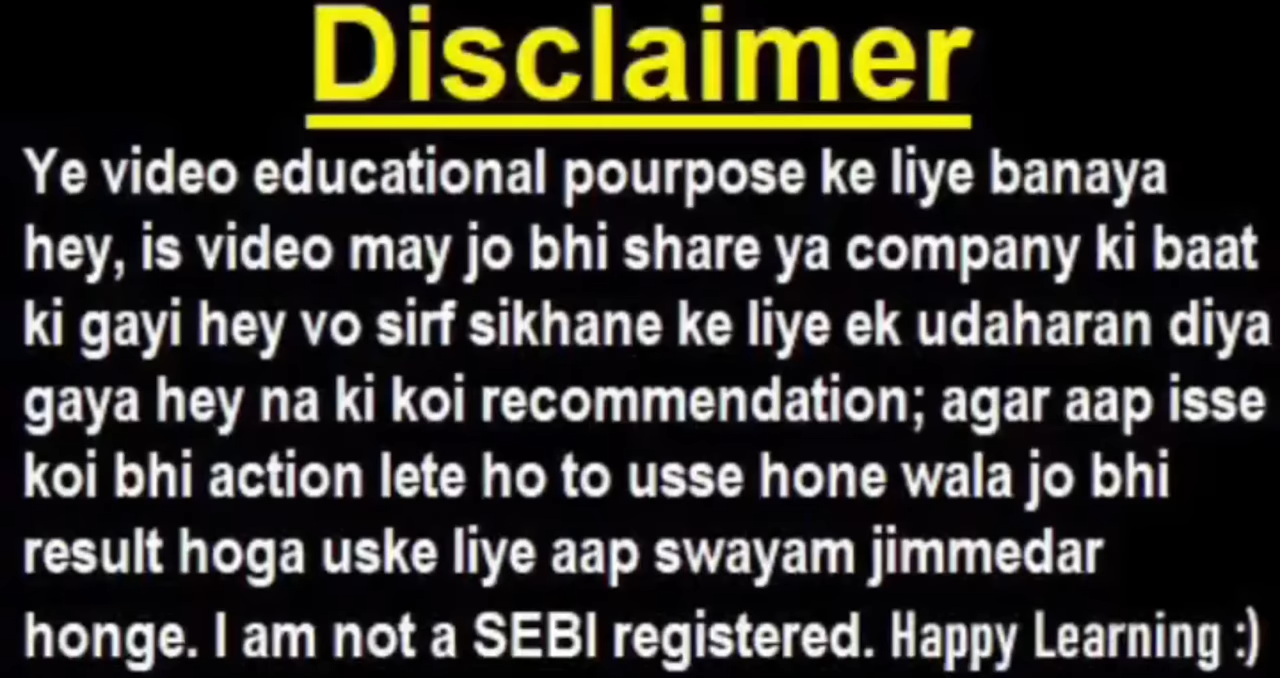 Disclaimer
Ye video educational pourpose ke liye banaya
hey, is video may jo bhi share ya company ki baat
ki gayi hey vo sirf sikhane ke liye ek udaharan diya
gaya hey na ki koi recommendation; agar aap isse
koi bhi action lete ho to usse hone wala jo bhi
result hoga uske liye aap swayam jimmedar
honge. I am not a SEBI registered. Happy Learning :)